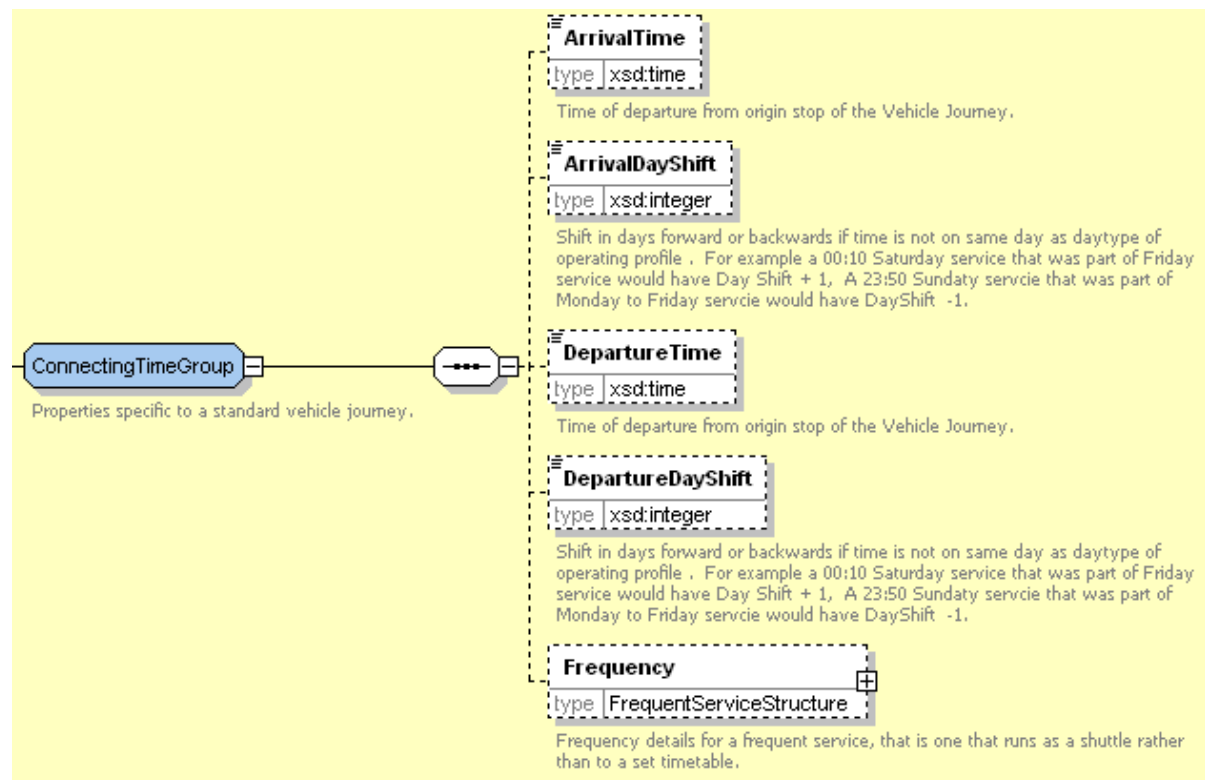 ArrivalTime
type xsd:time
Time of departure from origin stop of the Vehicle Journey.
ArrivalDayShift
type xsd:integer
Shift in days forward or backwards if time is not on same day as daytype of
operating profile . For example a 00:10 Saturday service that was part of Friday
service would have Day Shift + 1, A 23:50 Sundaty servcie that was part of
Monday to Friday servcie would have DayShift -1.
DepartureTime
type xsd:time
Time of departure from origin stop of the Vehicle Journey.
ConnectingTimeGroup
Properties specific to a standard vehicle journey.
DepartureDayShift
type xsd:integer
Shift in days forward or backwards if time is not on same day as daytype of
operating profile . For example a 00:10 Saturday service that was part of Friday
service would have Day Shift + 1, A 23:50 Sundaty servcie that was part of
Monday to Friday servcie would have DayShift -1.
Frequency
type FrequentServiceStructure
Frequency details for a frequent service, that is one that runs as a shuttle rather
than to a set timetable.